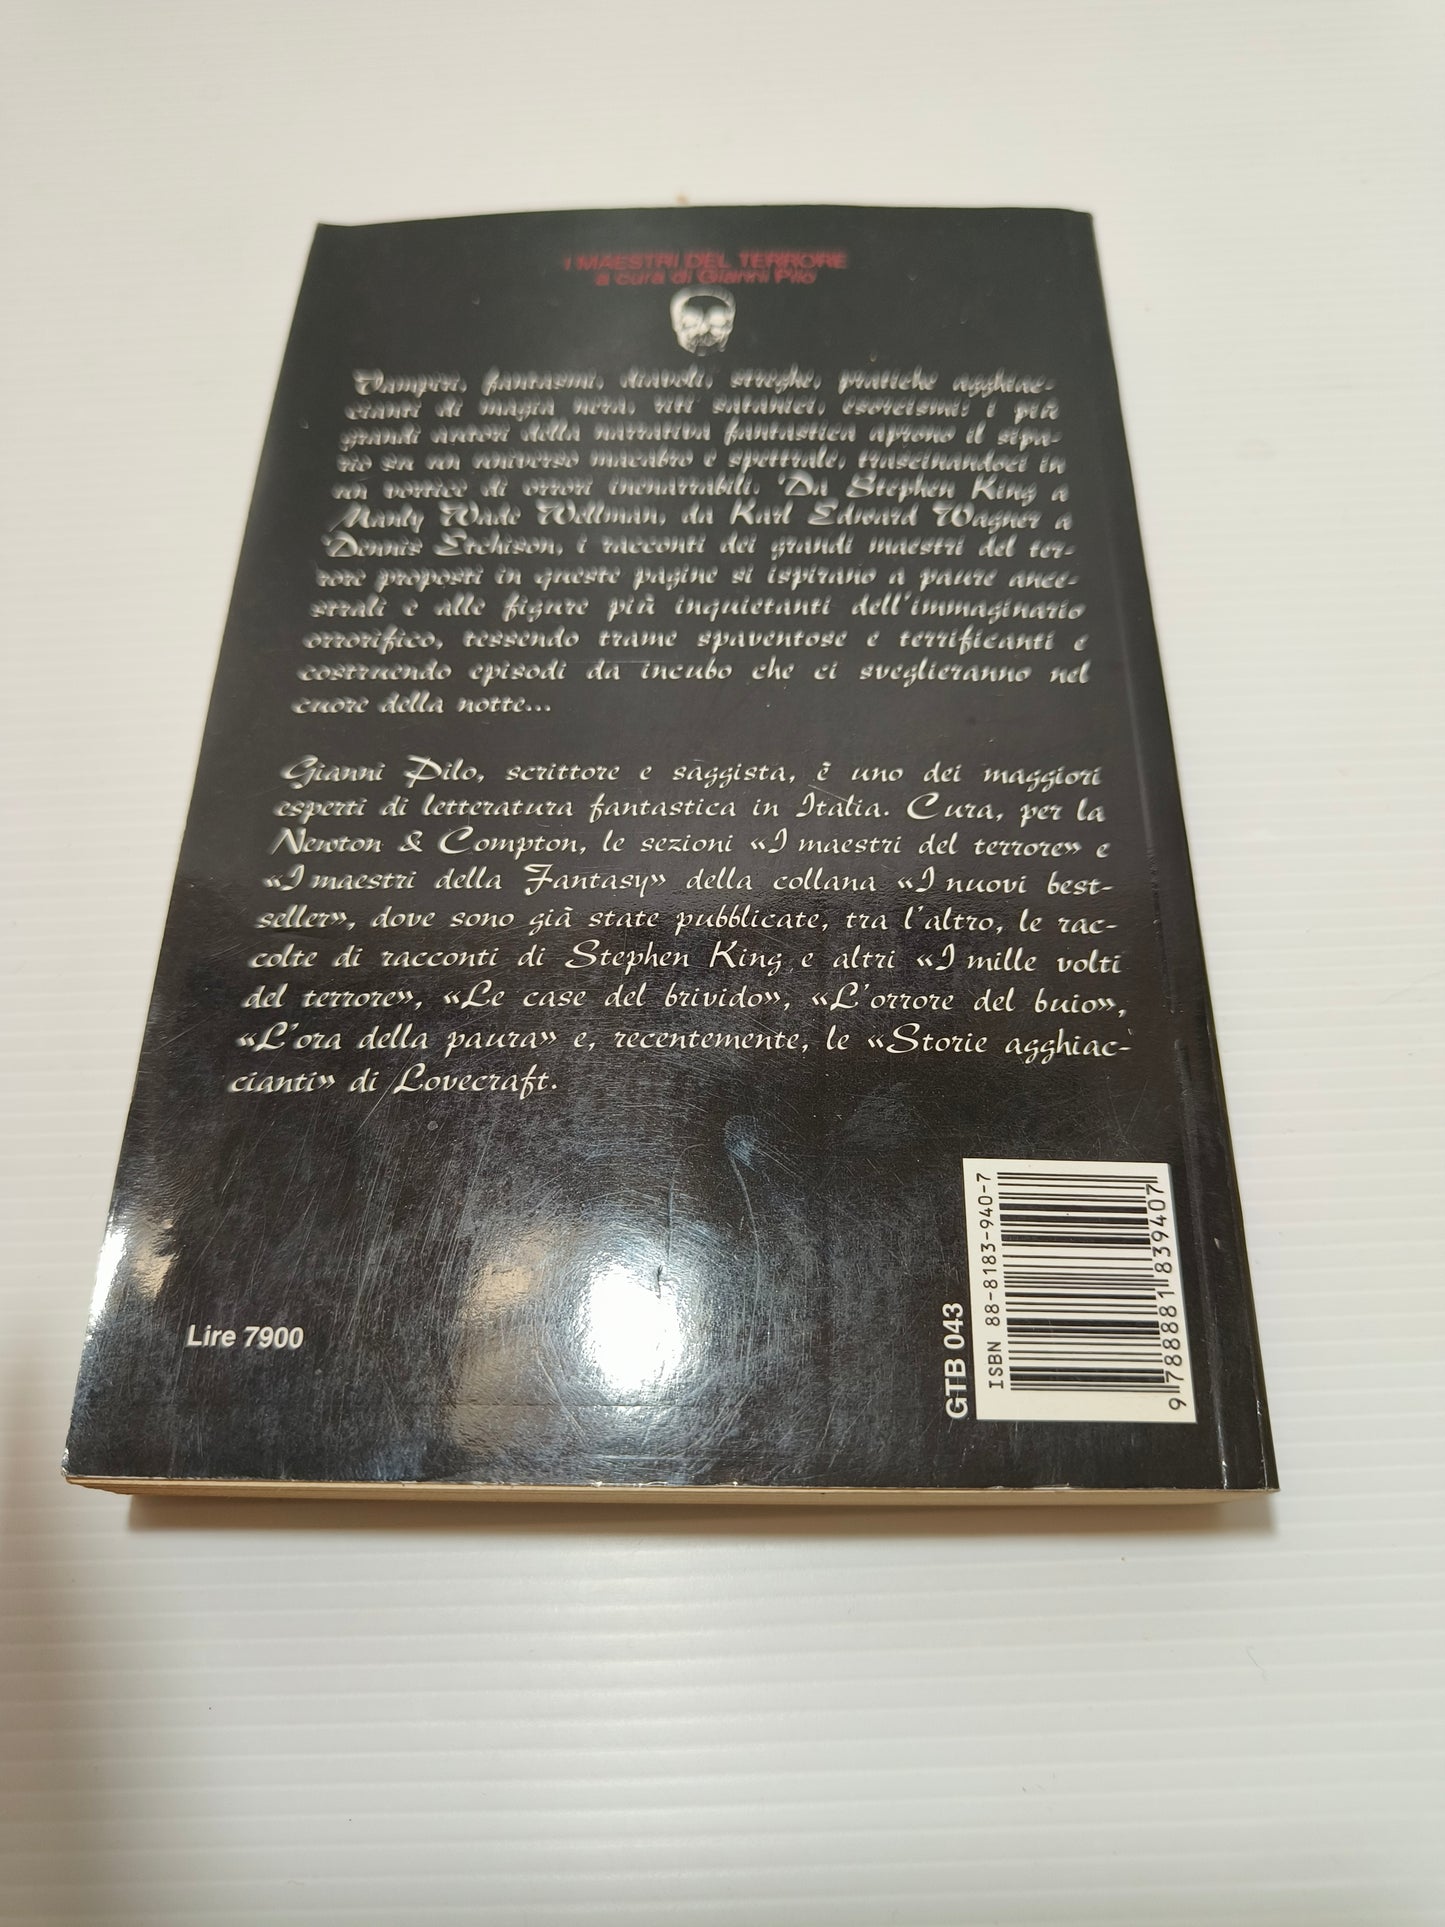 I MAESTRI DEL TERRORE
a cura di Gianni Pilo
Vampiri, fantasmi, diavoli, streghe, pratiche agghiac-
cianti di magia nera, riti satanici, esorcismi: i più
grandi autori della narrativa fantastica aprono il sipa-
rio su un universo macabro e spettrale, trascinandoci in
un vortice di orrori inenarrabili. Da Stephen King a
Manly Wade Wellman, da Karl Edward Wagner a
Dennis Etchison, i racconti dei grandi maestri del ter-
rore proposti in queste pagine si ispirano a paure ance-
strali e alle figure più inquietanti dell'immaginario
orrorifico, tessendo trame spaventose e terrificanti e
costruendo episodi da incubo che ci sveglieranno nel
cuore della notte...
Gianni Pilo, scrittore e saggista, è uno dei maggiori
esperti di letteratura fantastica in Italia. Cura, per la
Newton & Compton, le sezioni «I maestri del terrore» e
«I maestri della Fantasy» della collana «I nuovi best-
seller», dove sono già state pubblicate, tra l'altro, le rac-
colte di racconti di Stephen King e altri «I mille volti
del terrore», «Le case del brivido», «L'orrore del buio»,
«L'ora della paura» e, recentemente, le «Storie agghiac-
cianti» di Lovecraft.
Lire 7900
GTB 043
ISBN 88-8183-940-7
9 788881 839407